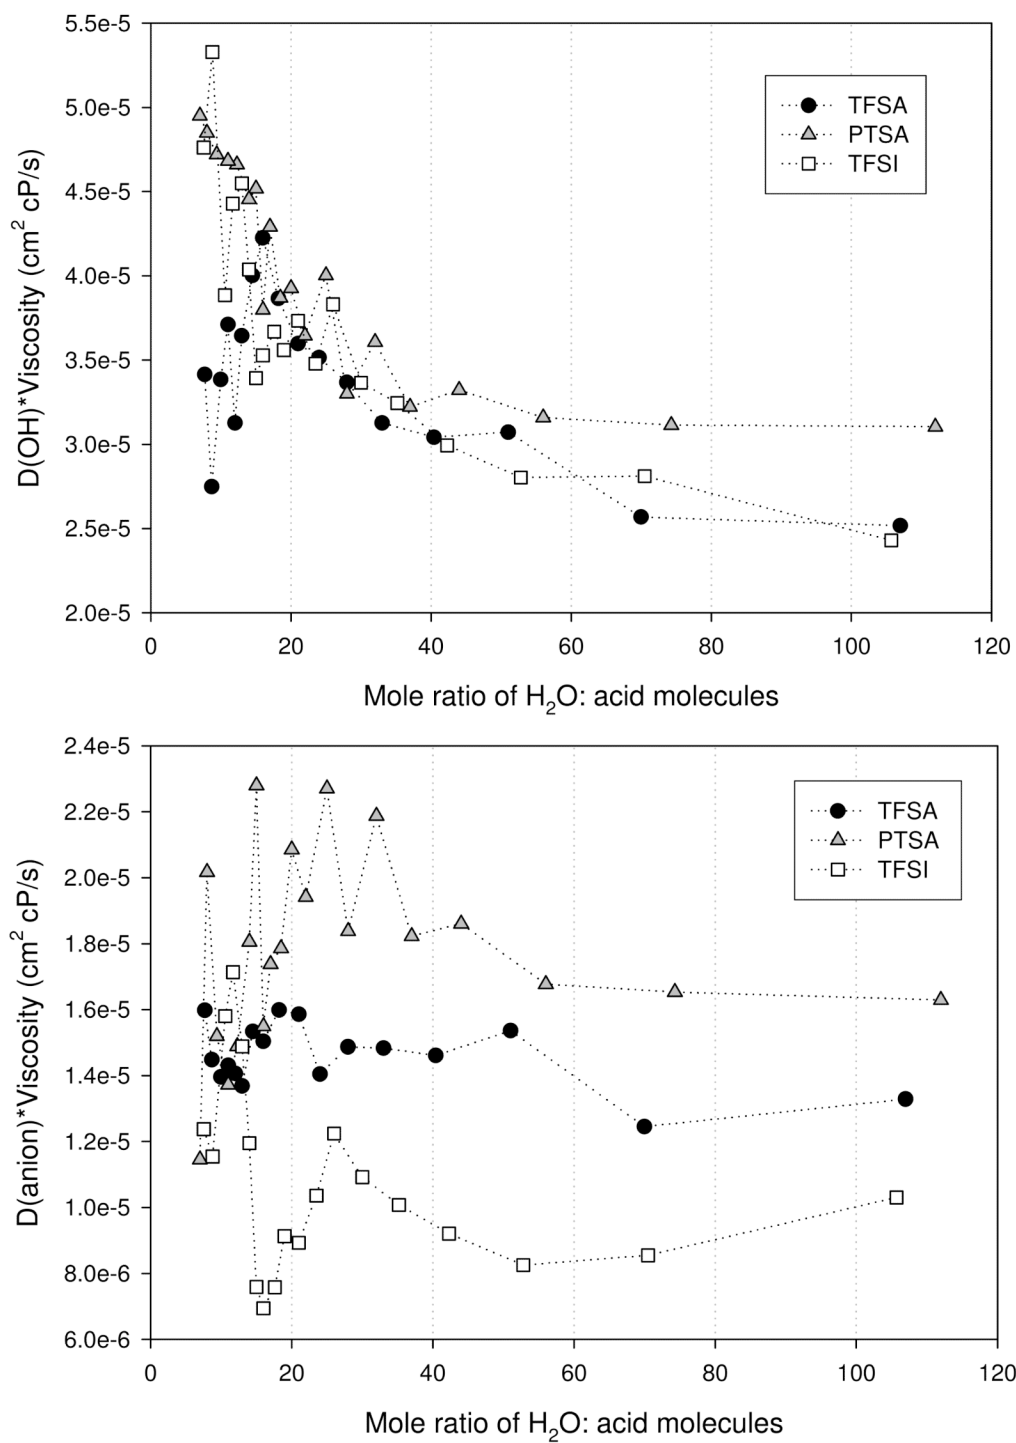 5.5e-5
5.0e-5
4.5e-5
4.0e-5
3.5e-5
3.0e-5
2.5e-5
2.0e-5
D(OH)*Viscosity (cm² cP/s)
TFSA
PTSA
TFSI
0 20 40 60 80 100 120
Mole ratio of H₂O: acid molecules
2.4e-5
2.2e-5
2.0e-5
1.8e-5
1.6e-5
1.4e-5
1.2e-5
1.0e-5
8.0e-6
6.0e-6
D(anion)*Viscosity (cm² cP/s)
TFSA
PTSA
TFSI
0 20 40 60 80 100 120
Mole ratio of H₂O: acid molecules